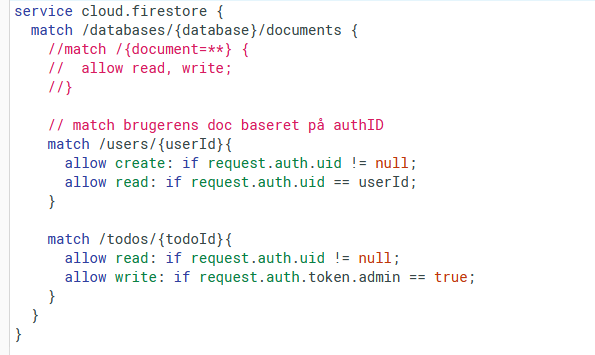 service cloud.firestore {
  match /databases/{database}/documents {
    //match /{document=**} {
    //  allow read, write;
    //}

    // match brugerens doc baseret på authID
    match /users/{userId}{
      allow create: if request.auth.uid != null;
      allow read: if request.auth.uid == userId;
    }

    match /todos/{todoId}{
      allow read: if request.auth.uid != null;
      allow write: if request.auth.token.admin == true;
    }
  }
}